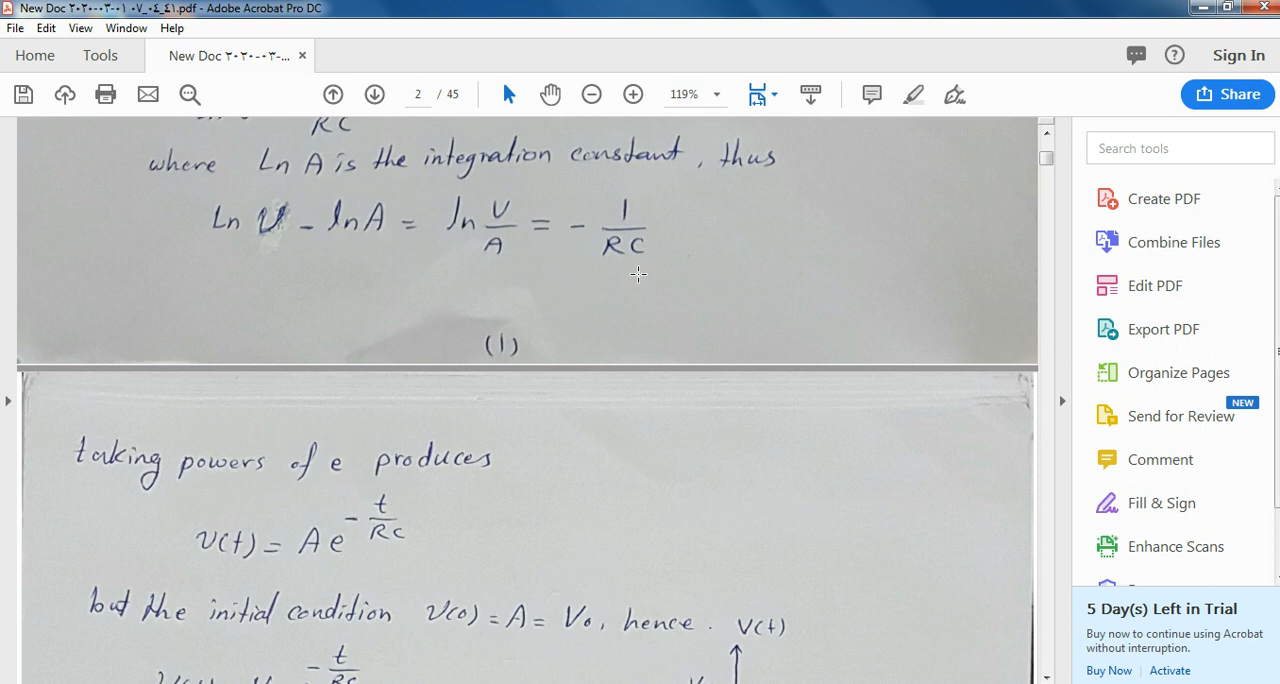 New Doc ٢٠٢٠-٠٣-٠١ ٠٧_٠٤_٤١.pdf - Adobe Acrobat Pro DC
File Edit View Window Help
Home Tools New Doc ٢٠٢٠-٠٣-... × Sign In
2 / 45 119% Share
RC
where Ln A is the integration constant, thus
Ln V - ln A = ln V/A = - 1/RC
(1)
taking powers of e produces
v(t) = A e^-t/RC
but the initial condition v(0) = A = V0, hence.
V(t)
- t/RC
Search tools
Create PDF
Combine Files
Edit PDF
Export PDF
Organize Pages
NEW
Send for Review
Comment
Fill & Sign
Enhance Scans
5 Day(s) Left in Trial
Buy now to continue using Acrobat
without interruption.
Buy Now Activate